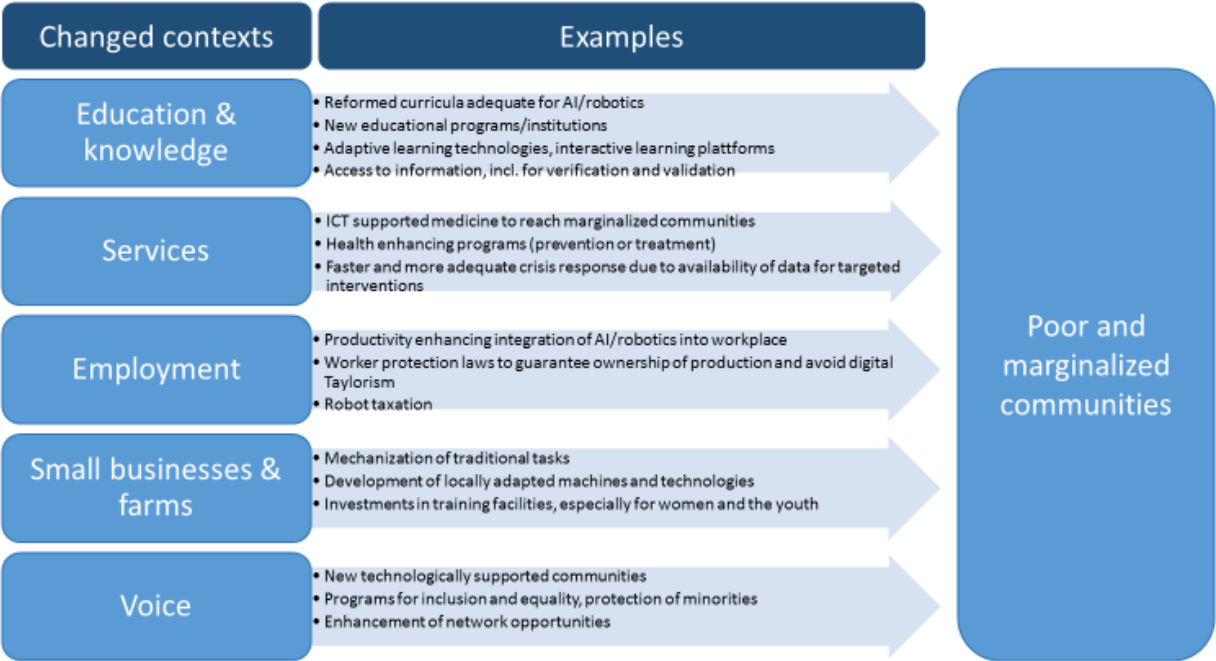 Changed contexts
Examples
Education &
knowledge
• Reformed curricula adequate for AI/robotics
• New educational programs/institutions
• Adaptive learning technologies, interactive learning plattforms
• Access to information, incl. for verification and validation
Services
• ICT supported medicine to reach marginalized communities
• Health enhancing programs (prevention or treatment)
• Faster and more adequate crisis response due to availability of data for targeted
interventions
Employment
• Productivity enhancing integration of AI/robotics into workplace
• Worker protection laws to guarantee ownership of production and avoid digital
Taylorism
• Robot taxation
Small businesses &
farms
• Mechanization of traditional tasks
• Development of locally adapted machines and technologies
• Investments in training facilities, especially for women and the youth
Voice
• New technologically supported communities
• Programs for inclusion and equality, protection of minorities
• Enhancement of network opportunities
Poor and
marginalized
communities